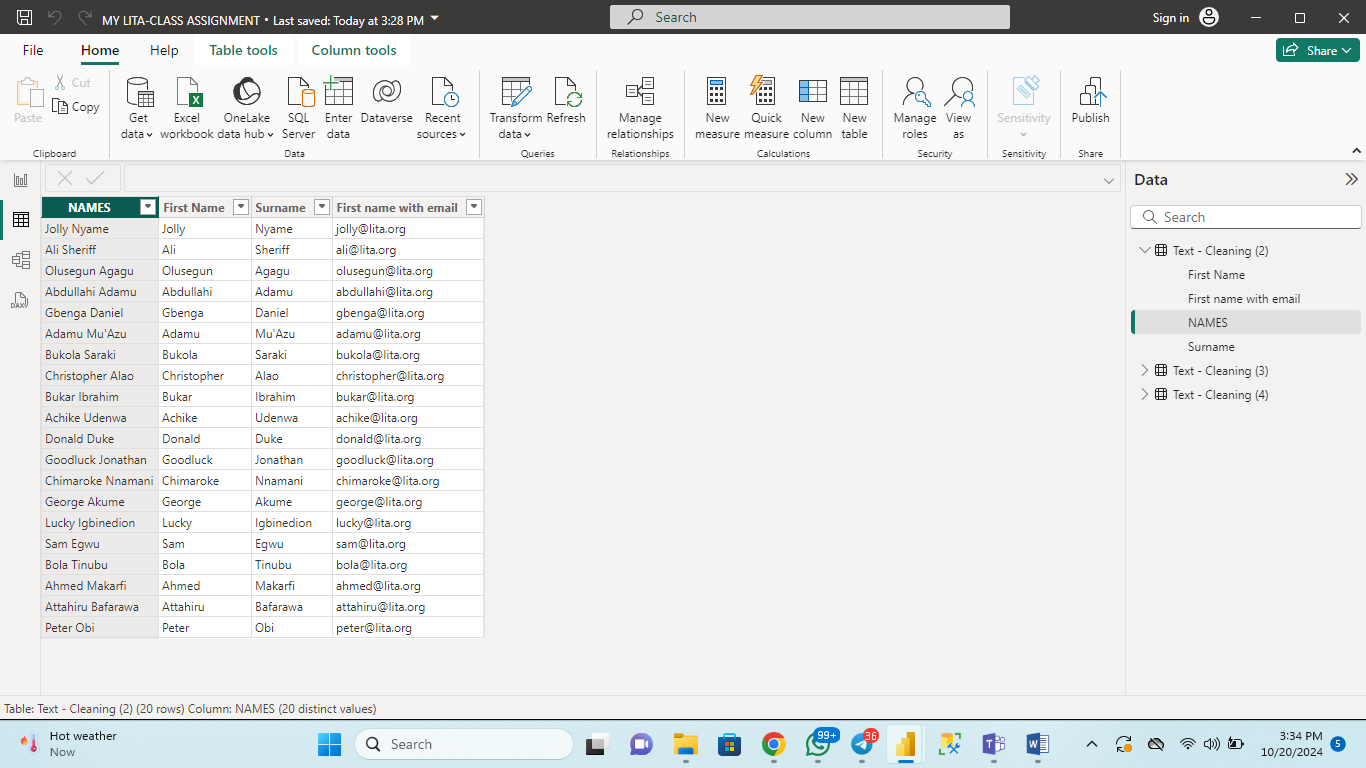 MY LITA-CLASS ASSIGNMENT • Last saved: Today at 3:28 PM
Search
Sign in
File
Home
Help
Table tools
Column tools
Share
Paste
Cut
Copy
Clipboard
Get data
Excel workbook
OneLake data hub
SQL Server
Enter data
Dataverse
Recent sources
Data
Transform data
Refresh
Queries
Manage relationships
Relationships
New measure
Quick measure
New column
New table
Calculations
Manage roles
View as
Security
Sensitivity
Sensitivity
Publish
Share
DAX
NAMES First Name Surname First name with email
Jolly Nyame Jolly Nyame jolly@lita.org
Ali Sheriff Ali Sheriff ali@lita.org
Olusegun Agagu Olusegun Agagu olusegun@lita.org
Abdullahi Adamu Abdullahi Adamu abdullahi@lita.org
Gbenga Daniel Gbenga Daniel gbenga@lita.org
Adamu Mu'Azu Adamu Mu'Azu adamu@lita.org
Bukola Saraki Bukola Saraki bukola@lita.org
Christopher Alao Christopher Alao christopher@lita.org
Bukar Ibrahim Bukar Ibrahim bukar@lita.org
Achike Udenwa Achike Udenwa achike@lita.org
Donald Duke Donald Duke donald@lita.org
Goodluck Jonathan Goodluck Jonathan goodluck@lita.org
Chimaroke Nnamani Chimaroke Nnamani chimaroke@lita.org
George Akume George Akume george@lita.org
Lucky Igbinedion Lucky Igbinedion lucky@lita.org
Sam Egwu Sam Egwu sam@lita.org
Bola Tinubu Bola Tinubu bola@lita.org
Ahmed Makarfi Ahmed Makarfi ahmed@lita.org
Attahiru Bafarawa Attahiru Bafarawa attahiru@lita.org
Peter Obi Peter Obi peter@lita.org
Data
Search
Text - Cleaning (2)
First Name
First name with email
NAMES
Surname
Text - Cleaning (3)
Text - Cleaning (4)
Table: Text - Cleaning (2) (20 rows) Column: NAMES (20 distinct values)
Hot weather
Now
Search
99+
36
3:34 PM
10/20/2024
5